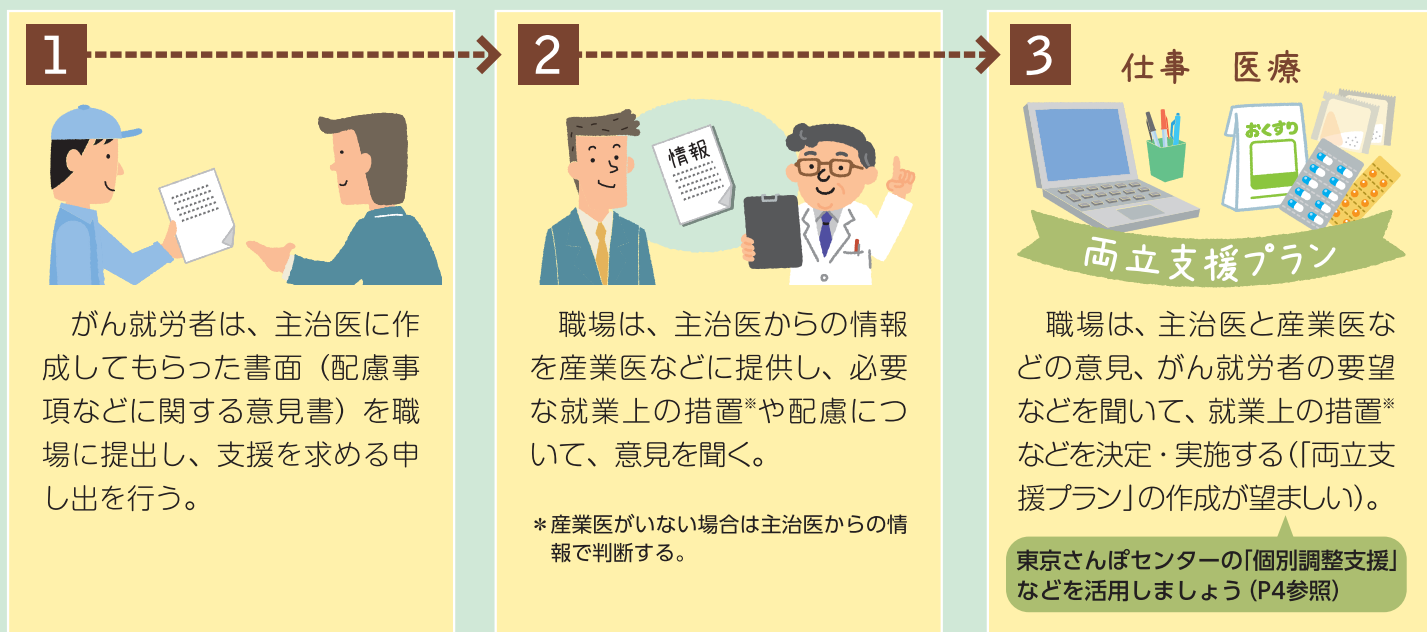 1
がん就労者は、主治医に作
成してもらった書面（配慮事
項などに関する意見書）を職
場に提出し、支援を求める申
し出を行う。
2
情報
職場は、主治医からの情報
を産業医などに提供し、必要
な就業上の措置※や配慮につ
いて、意見を聞く。
＊産業医がいない場合は主治医からの情
報で判断する。
3
仕事　医療
おくすり
両立支援プラン
職場は、主治医と産業医な
どの意見、がん就労者の要望
などを聞いて、就業上の措置※
などを決定・実施する（｢両立支
援プラン｣の作成が望ましい）。
東京さんぽセンターの｢個別調整支援｣
などを活用しましょう（P4参照）